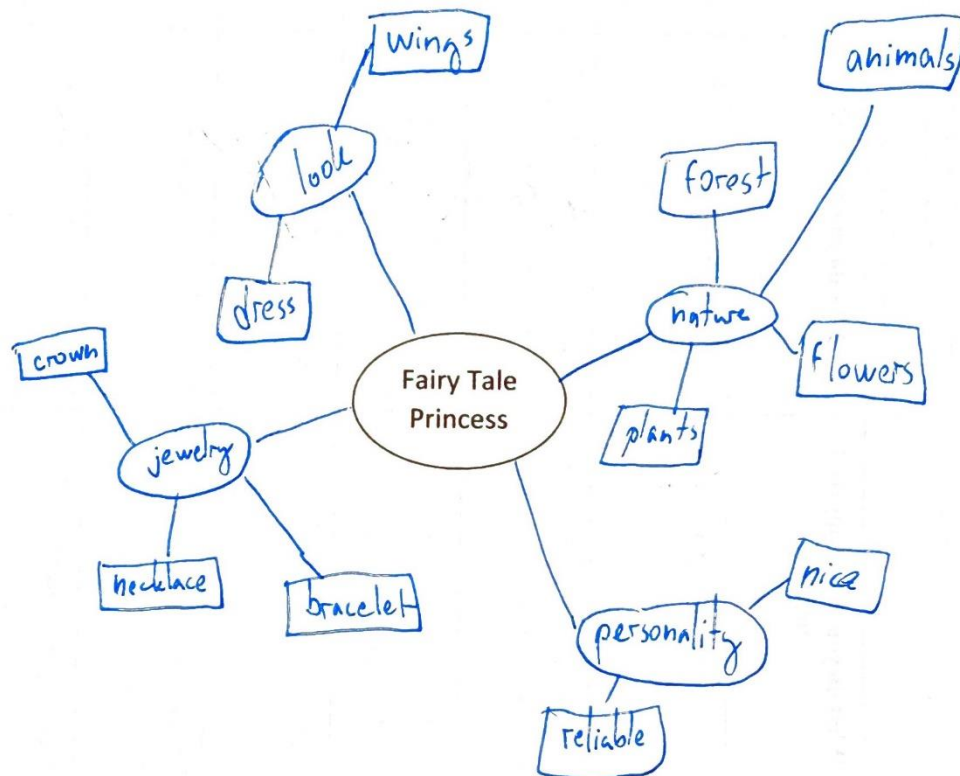 wings
animals
look
forest
dress
nature
crown
Fairy Tale
Princess
flowers
plants
jewelry
necklace
bracelet
nice
personality
reliable